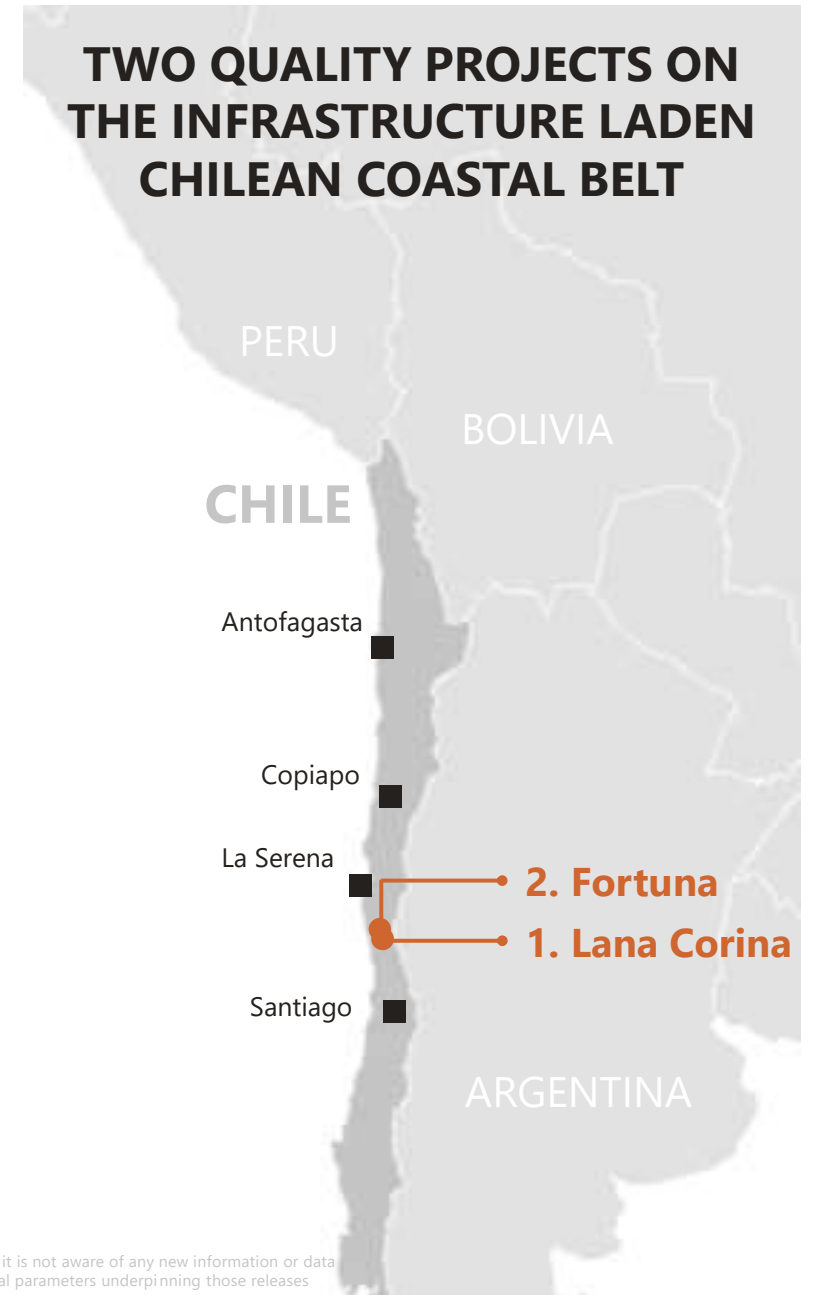 TWO QUALITY PROJECTS ON
THE INFRASTRUCTURE LADEN
CHILEAN COASTAL BELT
PERU
BOLIVIA
CHILE
Antofagasta
Copiapo
La Serena
2. Fortuna
1. Lana Corina
Santiago
ARGENTINA
it is not aware of any new information or data
al parameters underpinning those releases